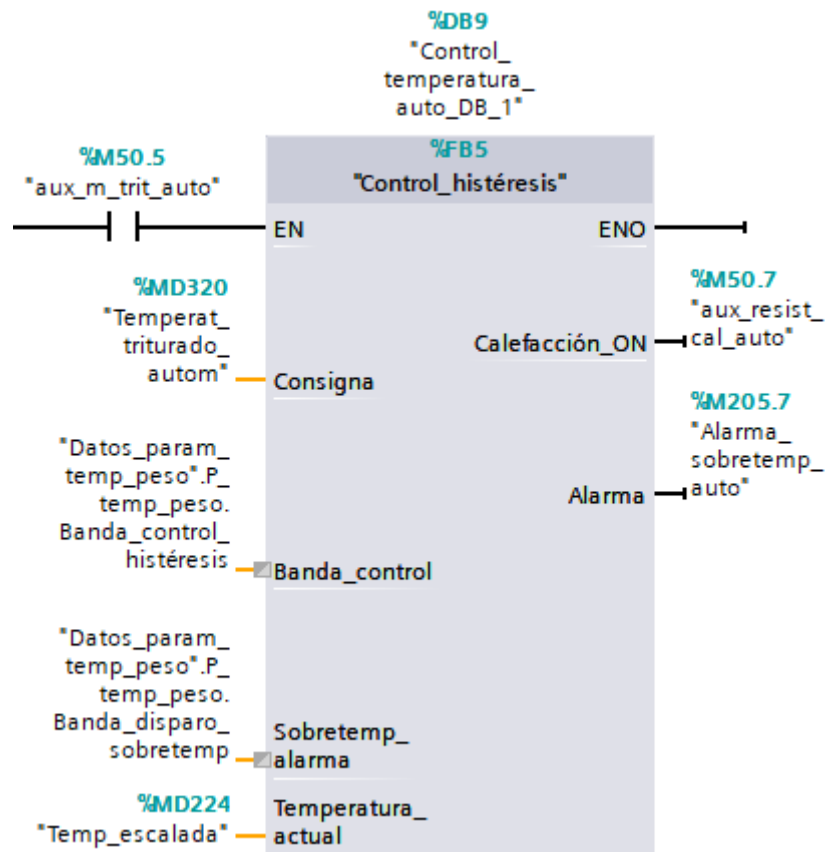 %DB9
"Control_
temperatura_
auto_DB_1"
%FB5
"Control_histéresis"
%M50.5
"aux_m_trit_auto"
EN
ENO
%MD320
"Temperat_
triturado_
autom"
Consigna
Calefacción_ON
%M50.7
"aux_resist_
cal_auto"
%M205.7
"Alarma_
sobretemp_
auto"
Alarma
"Datos_param_
temp_peso".P_
temp_peso.
Banda_control_
histéresis
Banda_control
"Datos_param_
temp_peso".P_
temp_peso.
Banda_disparo_
sobretemp
Sobretemp_
alarma
%MD224
"Temp_escalada"
Temperatura_
actual